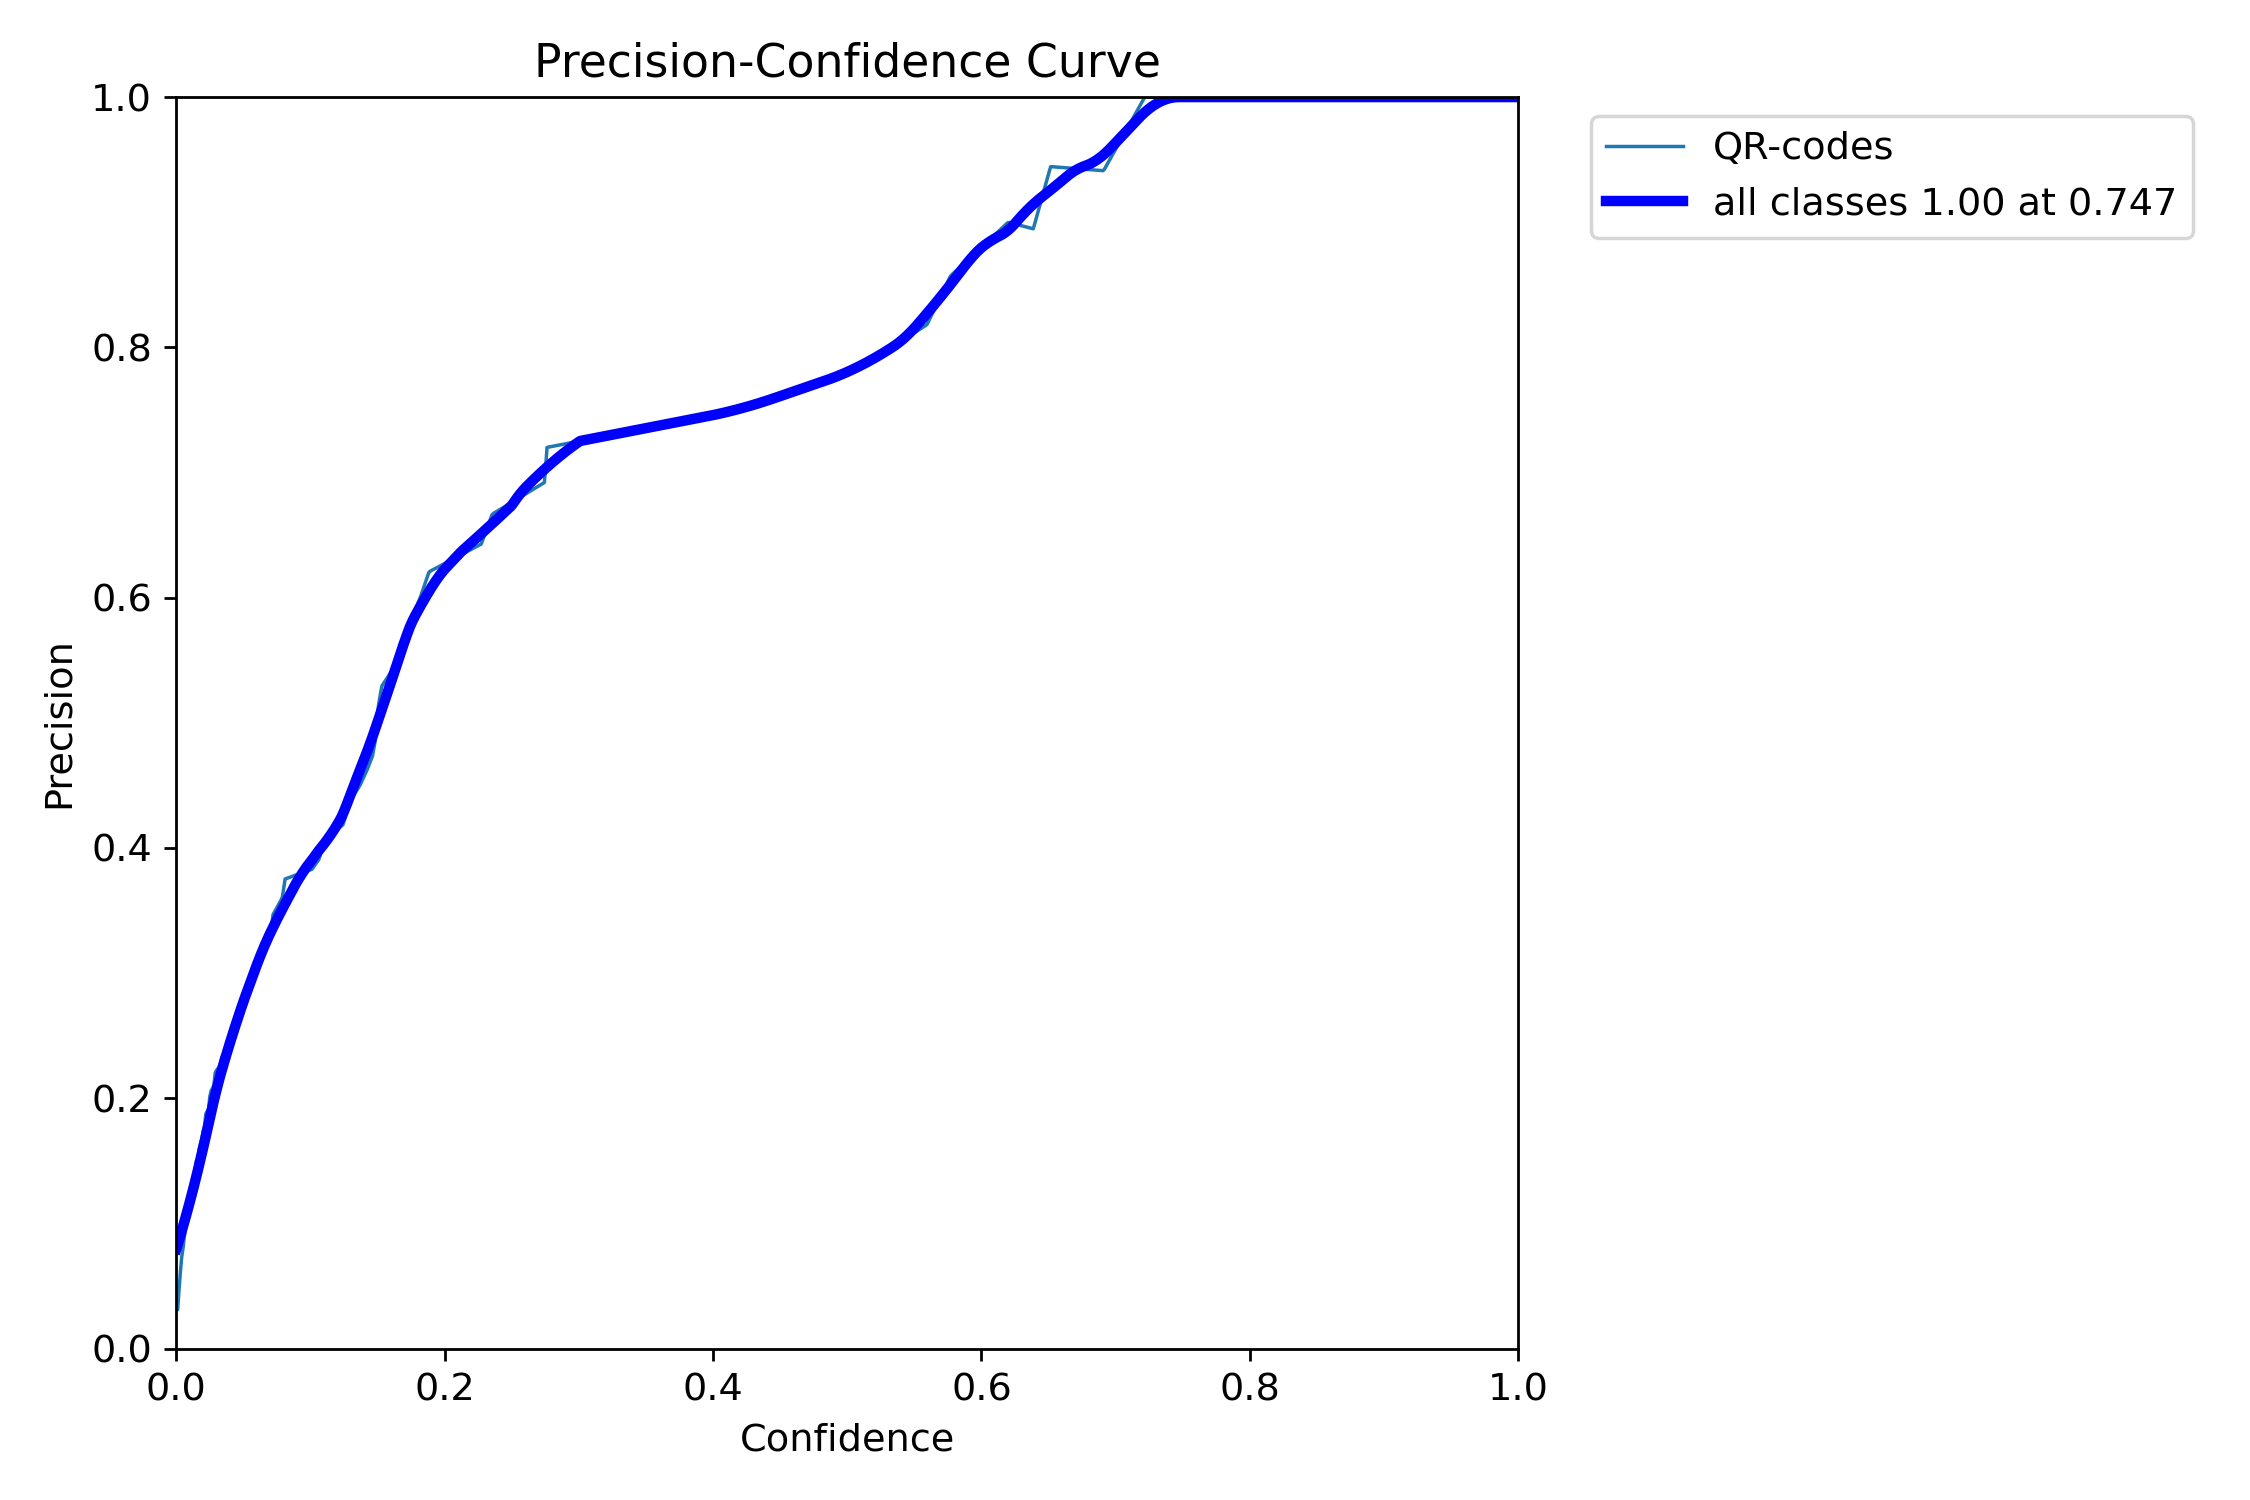 Precision-Confidence Curve
1.0
0.8
0.6
0.4
0.2
0.0
Precision
0.0 0.2 0.4 0.6 0.8 1.0
Confidence
QR-codes
all classes 1.00 at 0.747